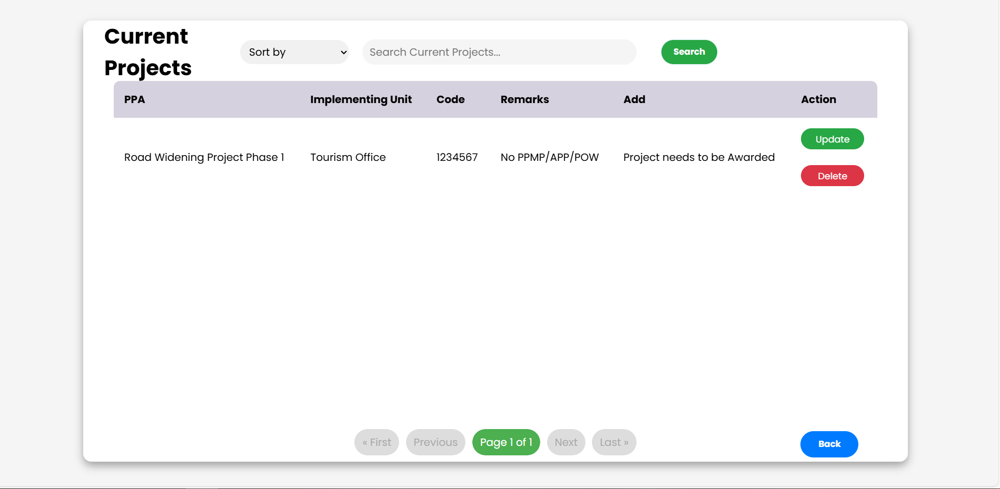 Current
Projects
Sort by
Search Current Projects...
Search
PPA Implementing Unit Code Remarks Add Action
Road Widening Project Phase 1 Tourism Office 1234567 No PPMP/APP/POW Project needs to be Awarded
Update
Delete
« First Previous Page 1 of 1 Next Last »
Back